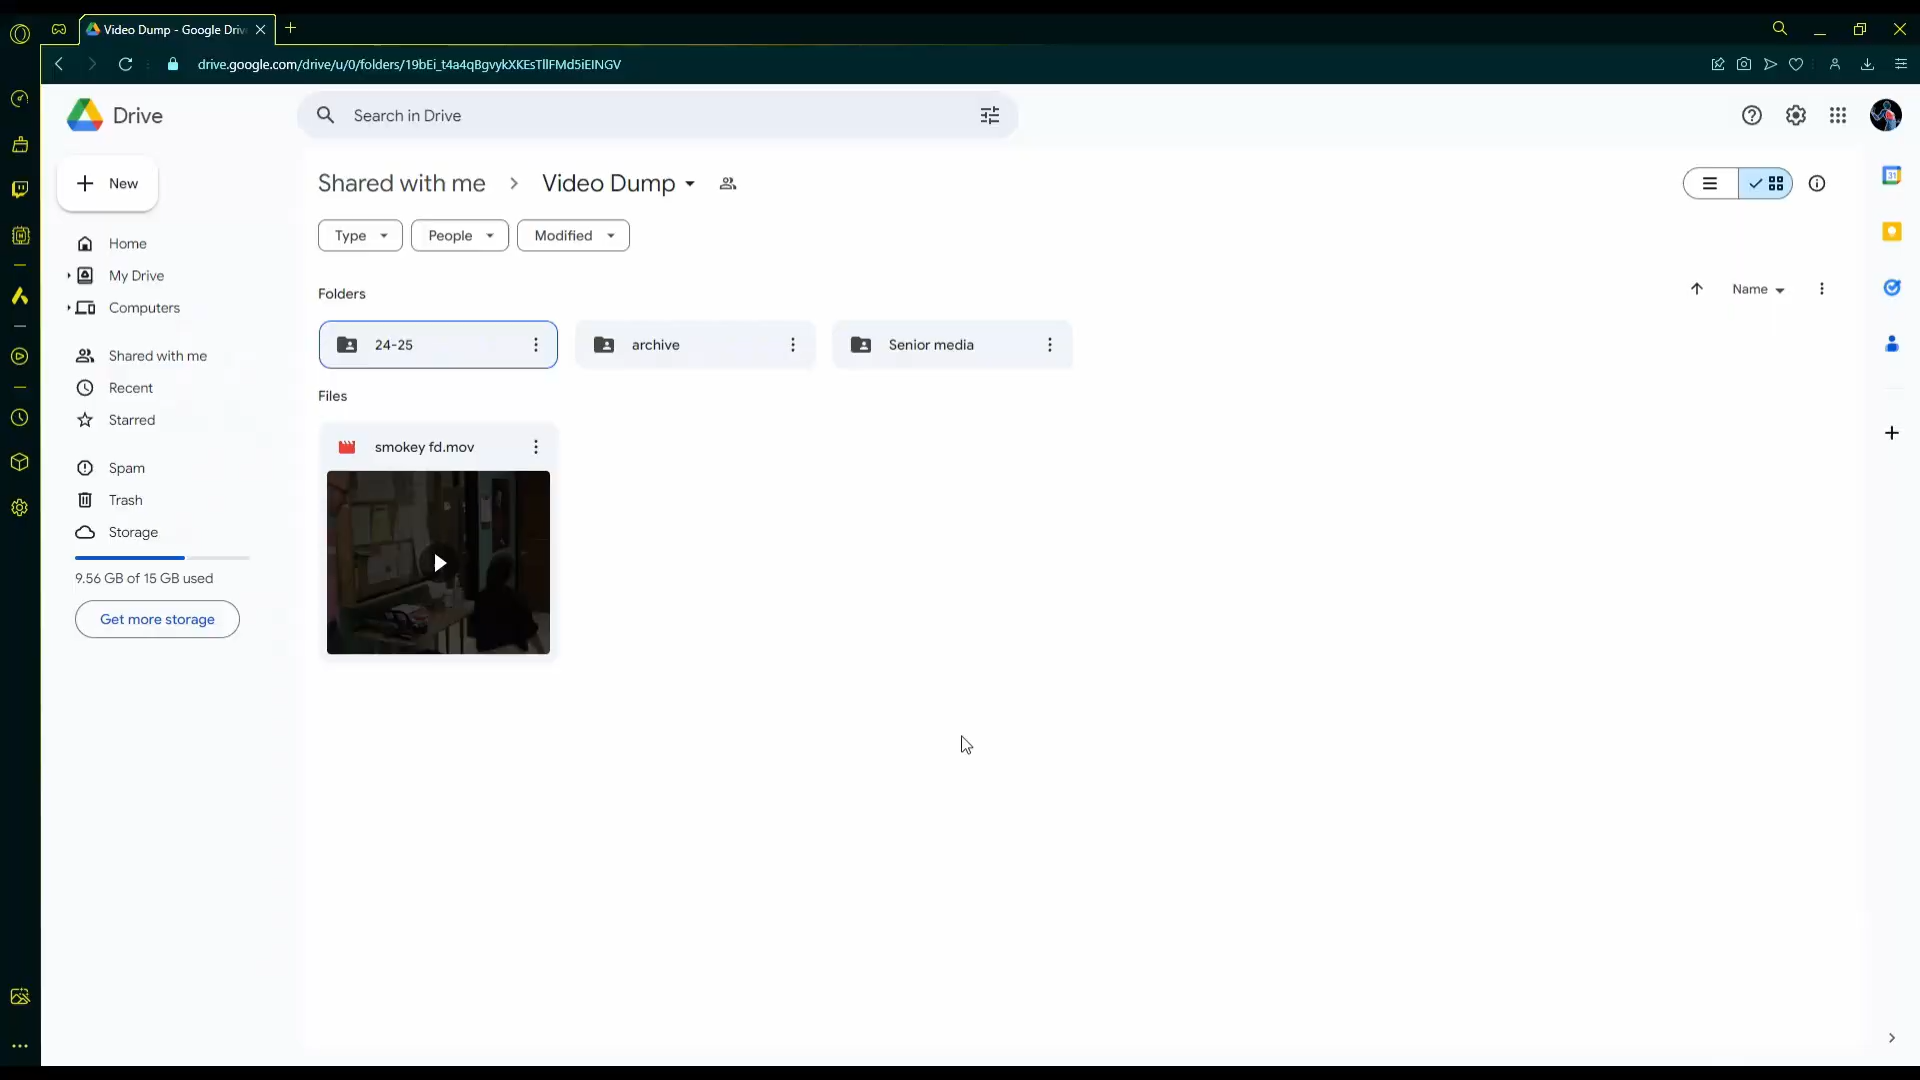 Video Dump - Google Driv
drive.google.com/drive/u/0/folders/19bEi_t4a4qBgvykXKEsTllFMd5iEINGV
Drive
Search in Drive
New
Shared with me
Video Dump
Type
People
Modified
Home
My Drive
Computers
Shared with me
Recent
Starred
Spam
Trash
Storage
9.56 GB of 15 GB used
Get more storage
Folders
Name
24-25
archive
Senior media
Files
smokey fd.mov
31